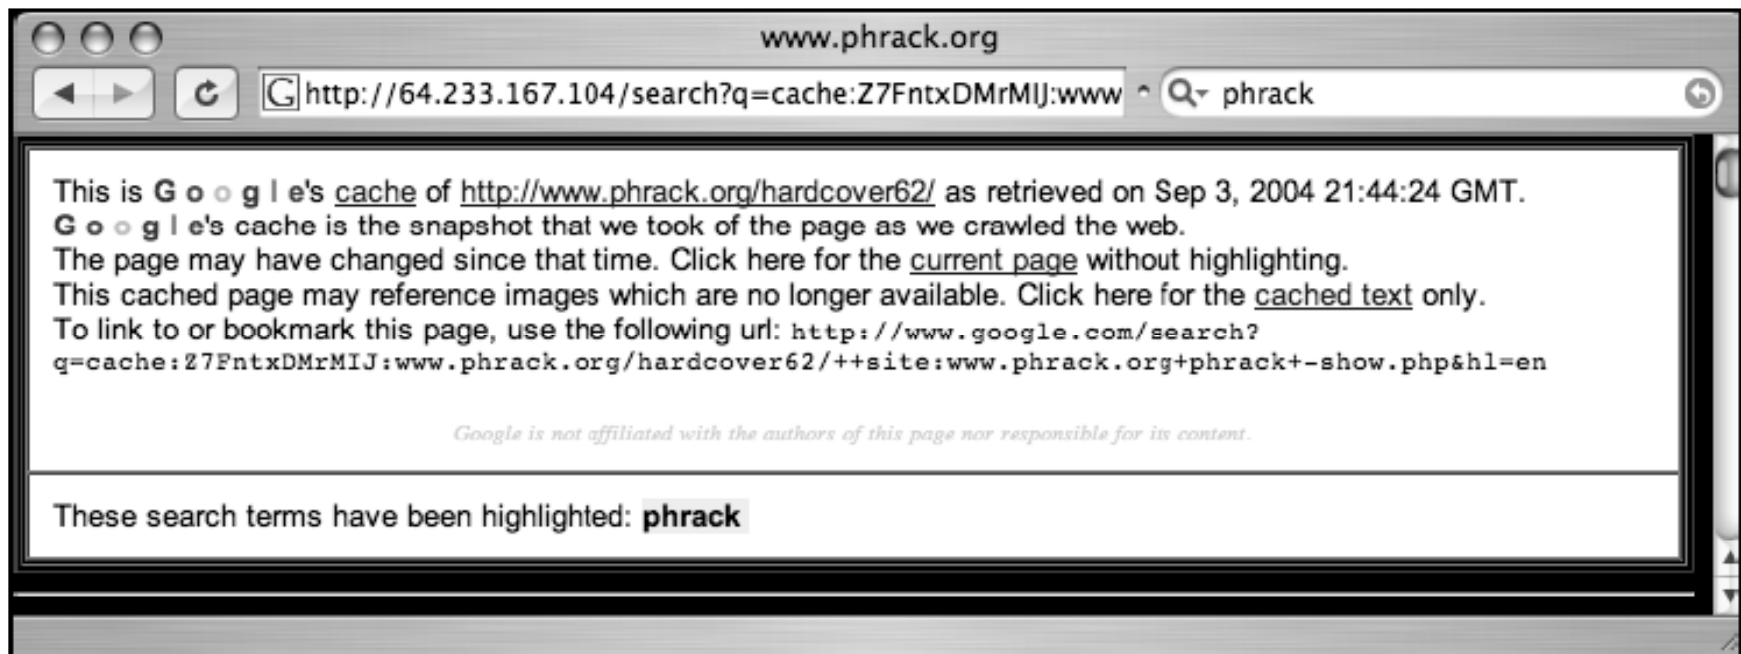 www.phrack.org
http://64.233.167.104/search?q=cache:Z7FntxDMrMIJ:www
phrack
This is Google's cache of http://www.phrack.org/hardcover62/ as retrieved on Sep 3, 2004 21:44:24 GMT.
Google's cache is the snapshot that we took of the page as we crawled the web.
The page may have changed since that time. Click here for the current page without highlighting.
This cached page may reference images which are no longer available. Click here for the cached text only.
To link to or bookmark this page, use the following url: http://www.google.com/search?
q=cache:Z7FntxDMrMIJ:www.phrack.org/hardcover62/++site:www.phrack.org+phrack+-show.php&hl=en
Google is not affiliated with the authors of this page nor responsible for its content.
These search terms have been highlighted: phrack